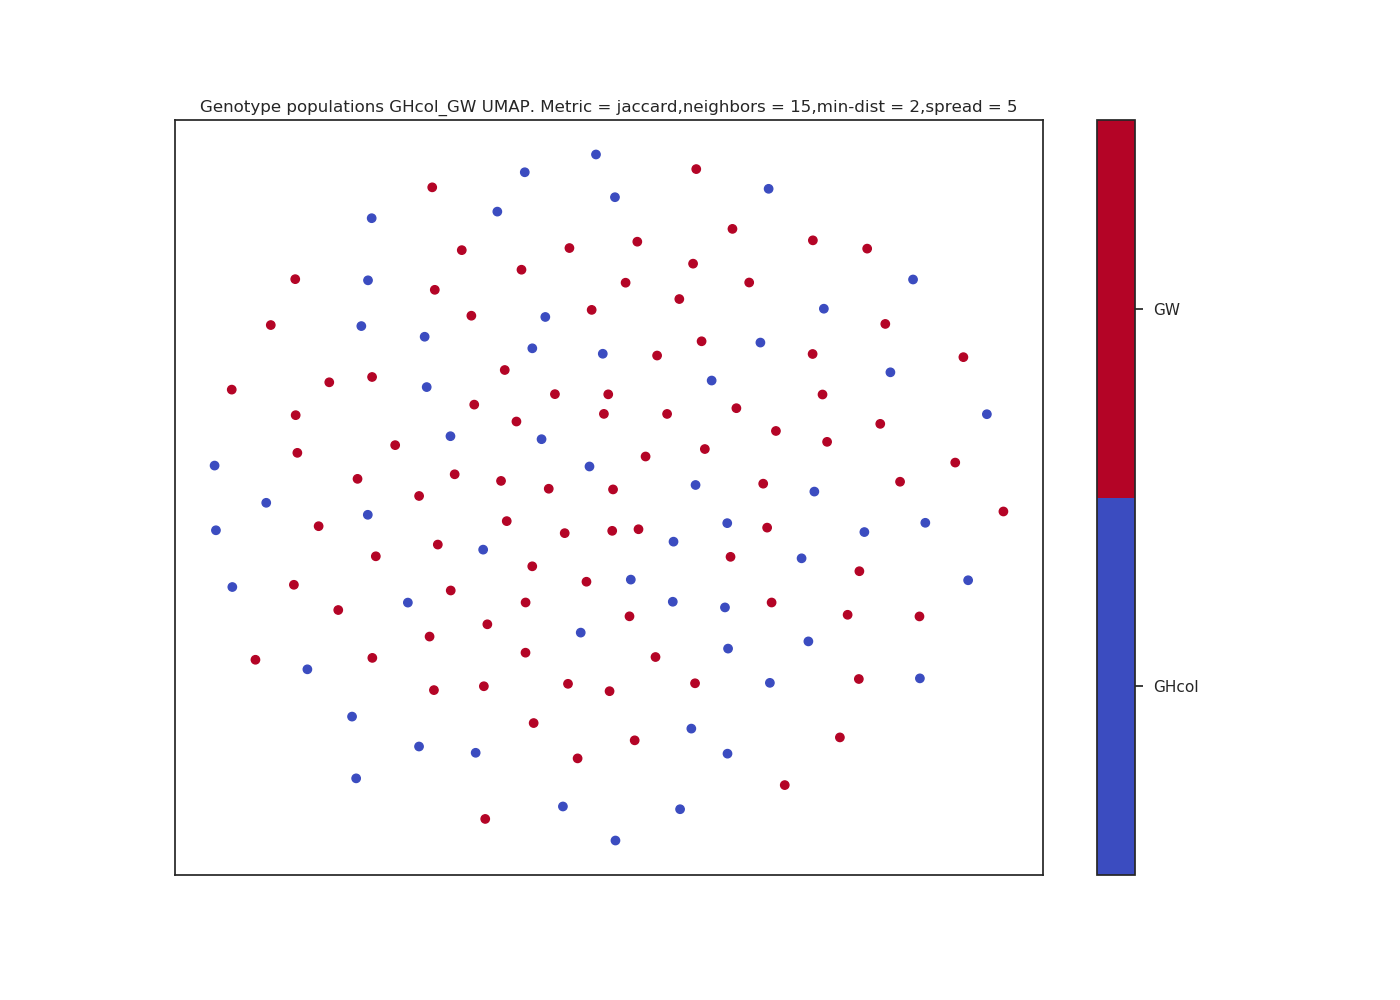 Genotype populations GHcol_GW UMAP. Metric = jaccard,neighbors = 15,min-dist = 2,spread = 5
GW
GHcol